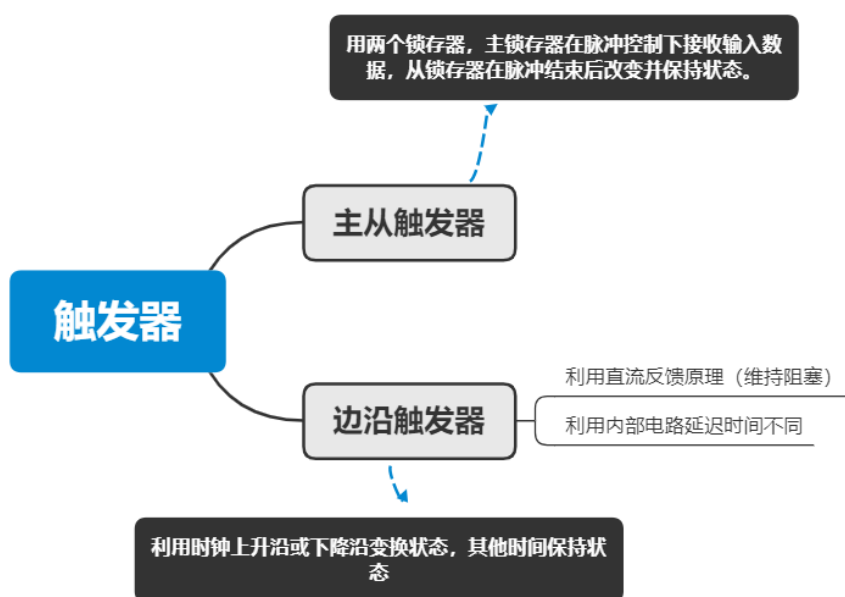 用两个锁存器，主锁存器在脉冲控制下接收输入数
据，从锁存器在脉冲结束后改变并保持状态。
主从触发器
触发器
边沿触发器
利用直流反馈原理（维持阻塞）
利用内部电路延迟时间不同
利用时钟上升沿或下降沿变换状态，其他时间保持状
态